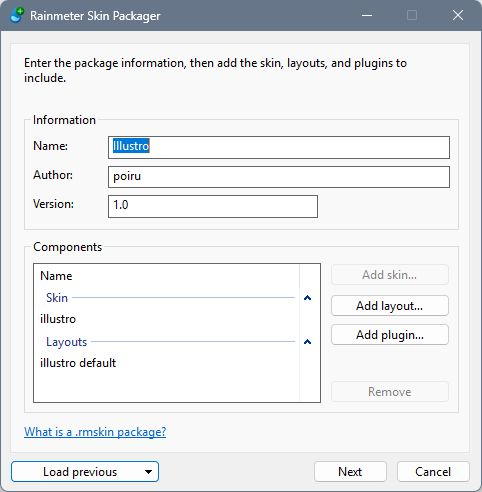 Rainmeter Skin Packager
Enter the package information, then add the skin, layouts, and plugins to
include.
Information
Name:
Illustro
Author:
poiru
Version:
1.0
Components
Name
Skin
illustro
Layouts
illustro default
Add skin...
Add layout...
Add plugin...
Remove
What is a .rmskin package?
Load previous
Next
Cancel